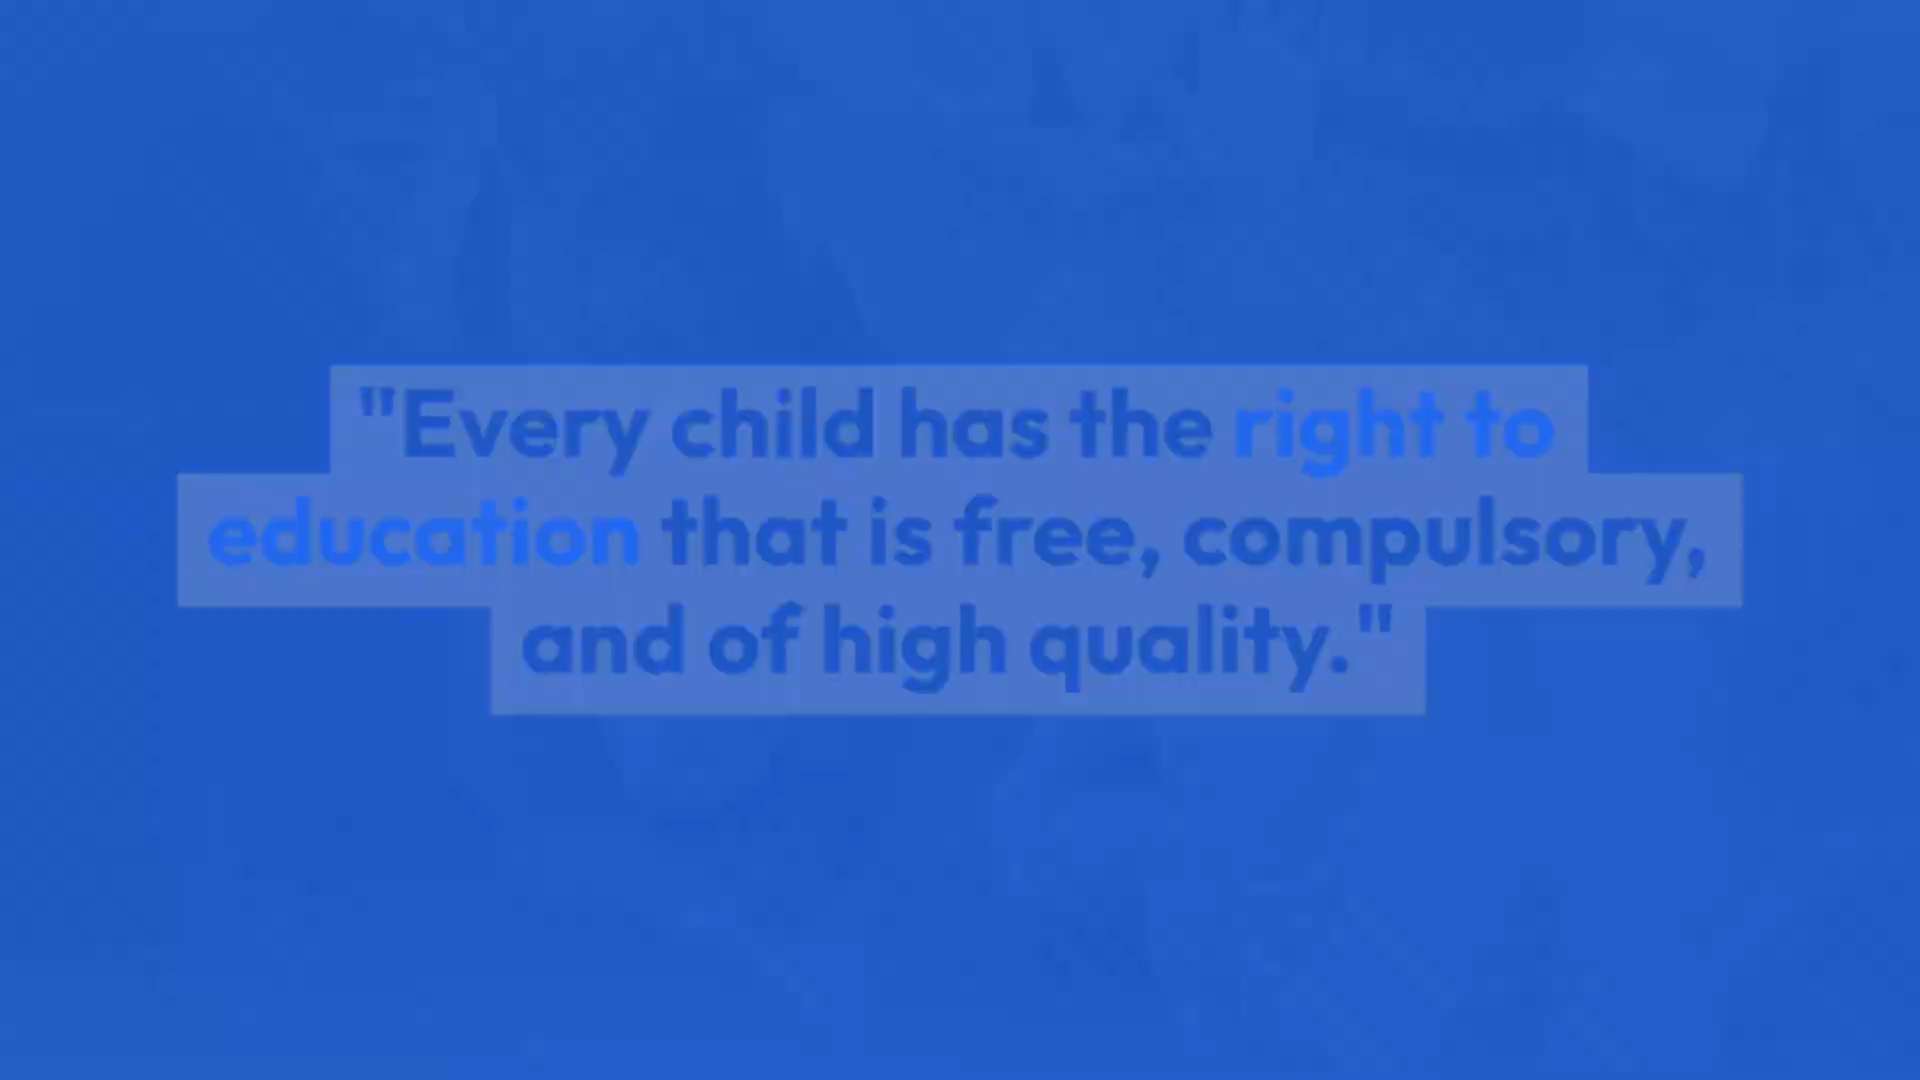 "Every child has the right to
education that is free, compulsory,
and of high quality."